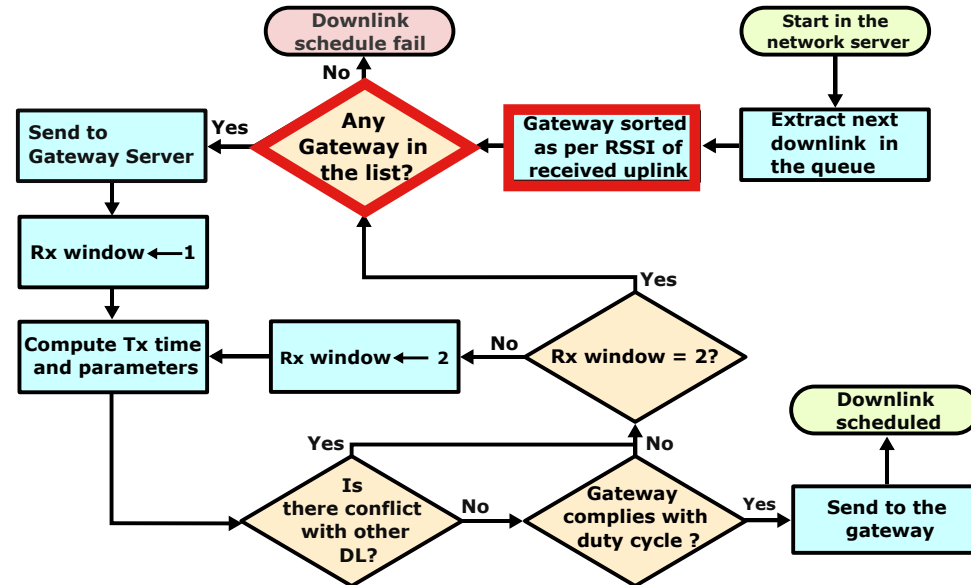 Downlink
schedule fail
Start in the
network server
No
Any
Gateway in
the list?
Yes
Gateway sorted
as per RSSI of
received uplink
Extract next
downlink in
the queue
Send to
Gateway Server
Rx window ← 1
Yes
Compute Tx time
and parameters
Rx window ← 2
No
Rx window = 2?
Downlink
scheduled
Yes
No
Is
there conflict
with other
DL?
No
Gateway
complies with
duty cycle ?
Yes
Send to the
gateway